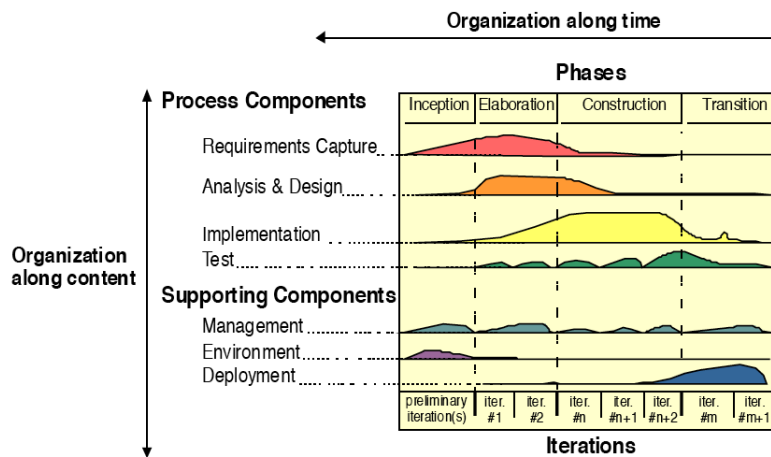 Organization along time
Phases
Process Components
Inception Elaboration Construction Transition
Requirements Capture
Analysis & Design
Implementation
Test
Organization
along content
Supporting Components
Management
Environment
Deployment
preliminary
iteration(s)
iter.
#1
iter.
#2
iter.
#n
iter.
#n+1
iter.
#n+2
iter.
#m
iter.
#m+1
Iterations